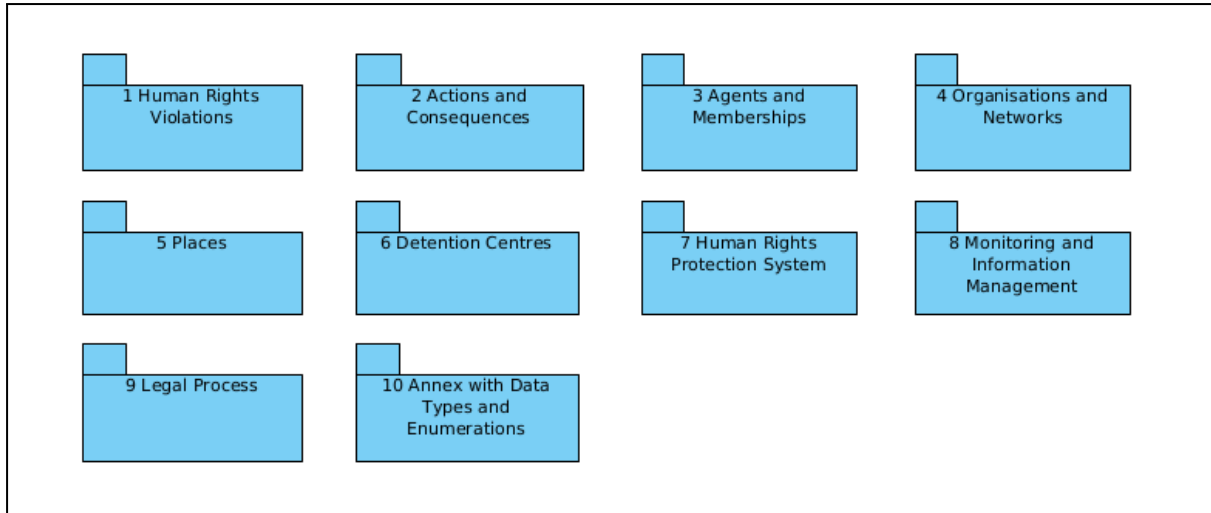 1 Human Rights
Violations
2 Actions and
Consequences
3 Agents and
Memberships
4 Organisations and
Networks
5 Places
6 Detention Centres
7 Human Rights
Protection System
8 Monitoring and
Information
Management
9 Legal Process
10 Annex with Data
Types and
Enumerations